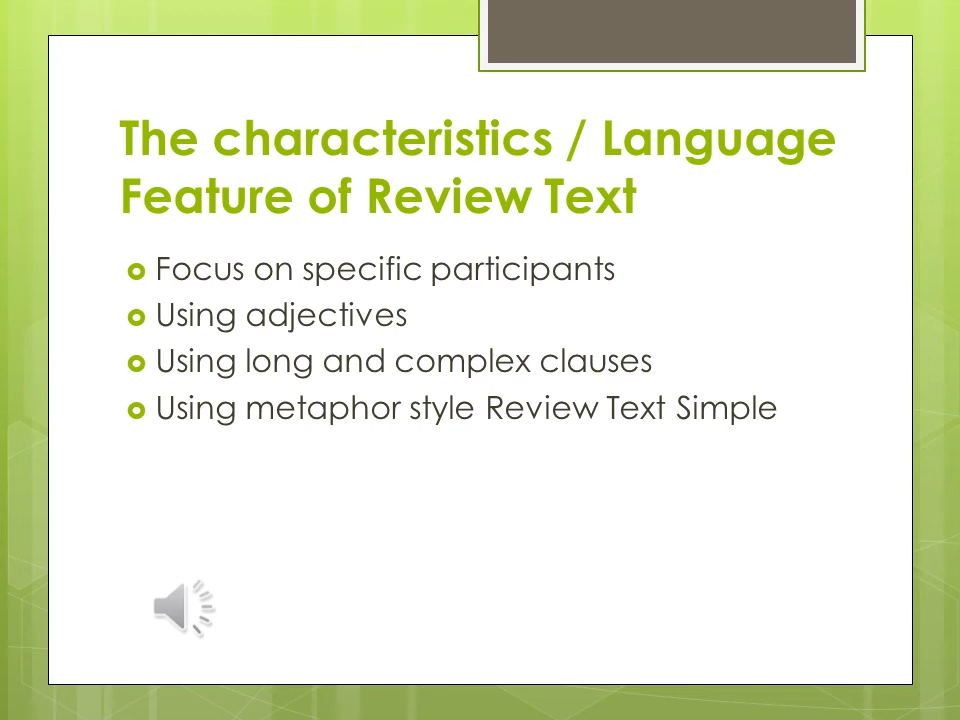 The characteristics / Language
Feature of Review Text
Focus on specific participants
Using adjectives
Using long and complex clauses
Using metaphor style Review Text Simple